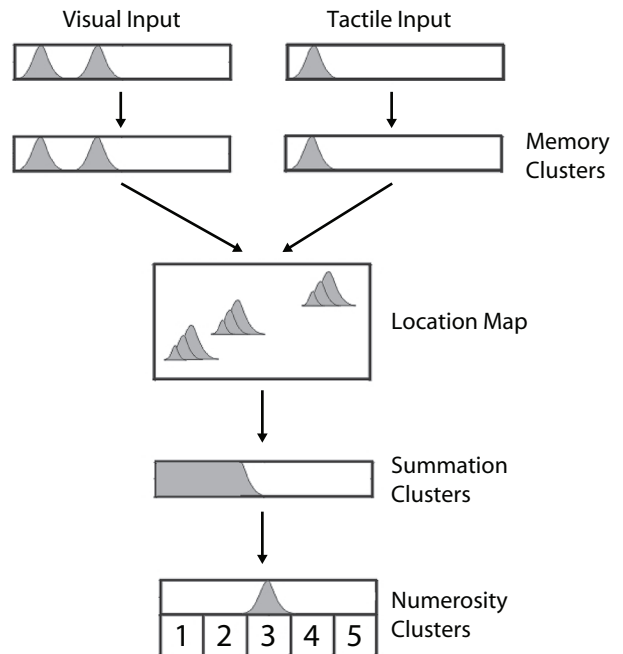 Visual Input
Tactile Input
Memory
Clusters
Location Map
Summation
Clusters
Numerosity
Clusters
1 2 3 4 5